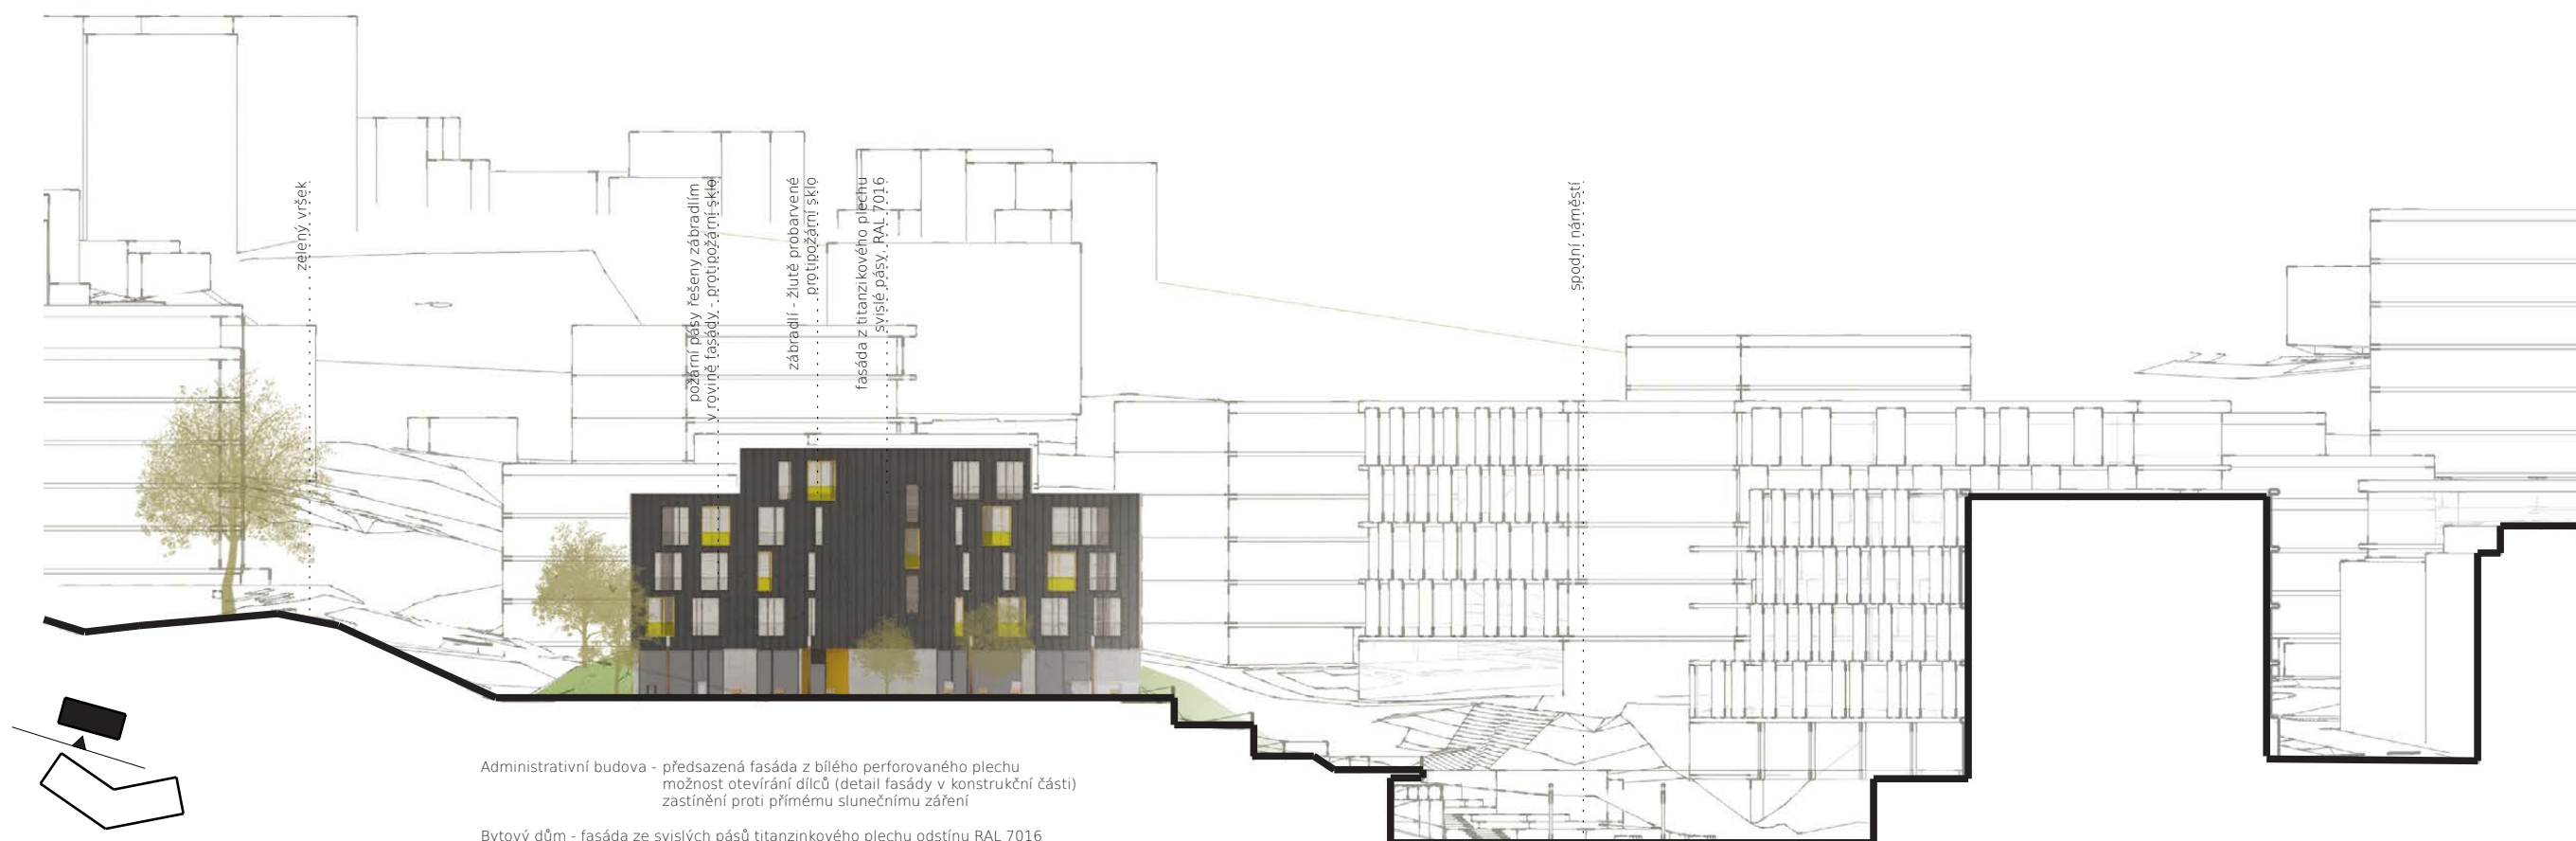 zelený vršek
požární pásy řešeny zábradlím
v rovině fasády - protipožární sklo
zábradlí - žlutě probarvené
protipožární sklo
fasáda z titanzikového plechu
svislé pásy, RAL 7016
spodní náměstí
Administrativní budova - předsazená fasáda z bílého perforovaného plechu
možnost otevírání dílců (detail fasády v konstrukční části)
zastínění proti přímému slunečnímu záření
Bytový dům - fasáda ze svislých pásů titanzinkového plechu odstínu RAL 7016